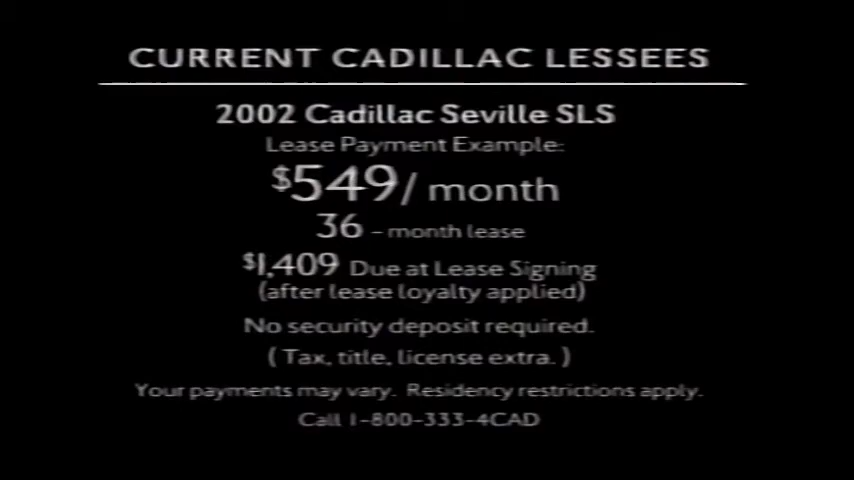 CURRENT CADILLAC LESSEES
2002 Cadillac Seville SLS
Lease Payment Example:
$549/ month
36 - month lease
$1,409 Due at Lease Signing
(after lease loyalty applied)
No security deposit required.
( Tax, title, license extra. )
Your payments may vary. Residency restrictions apply.
Call 1-800-333-4CAD